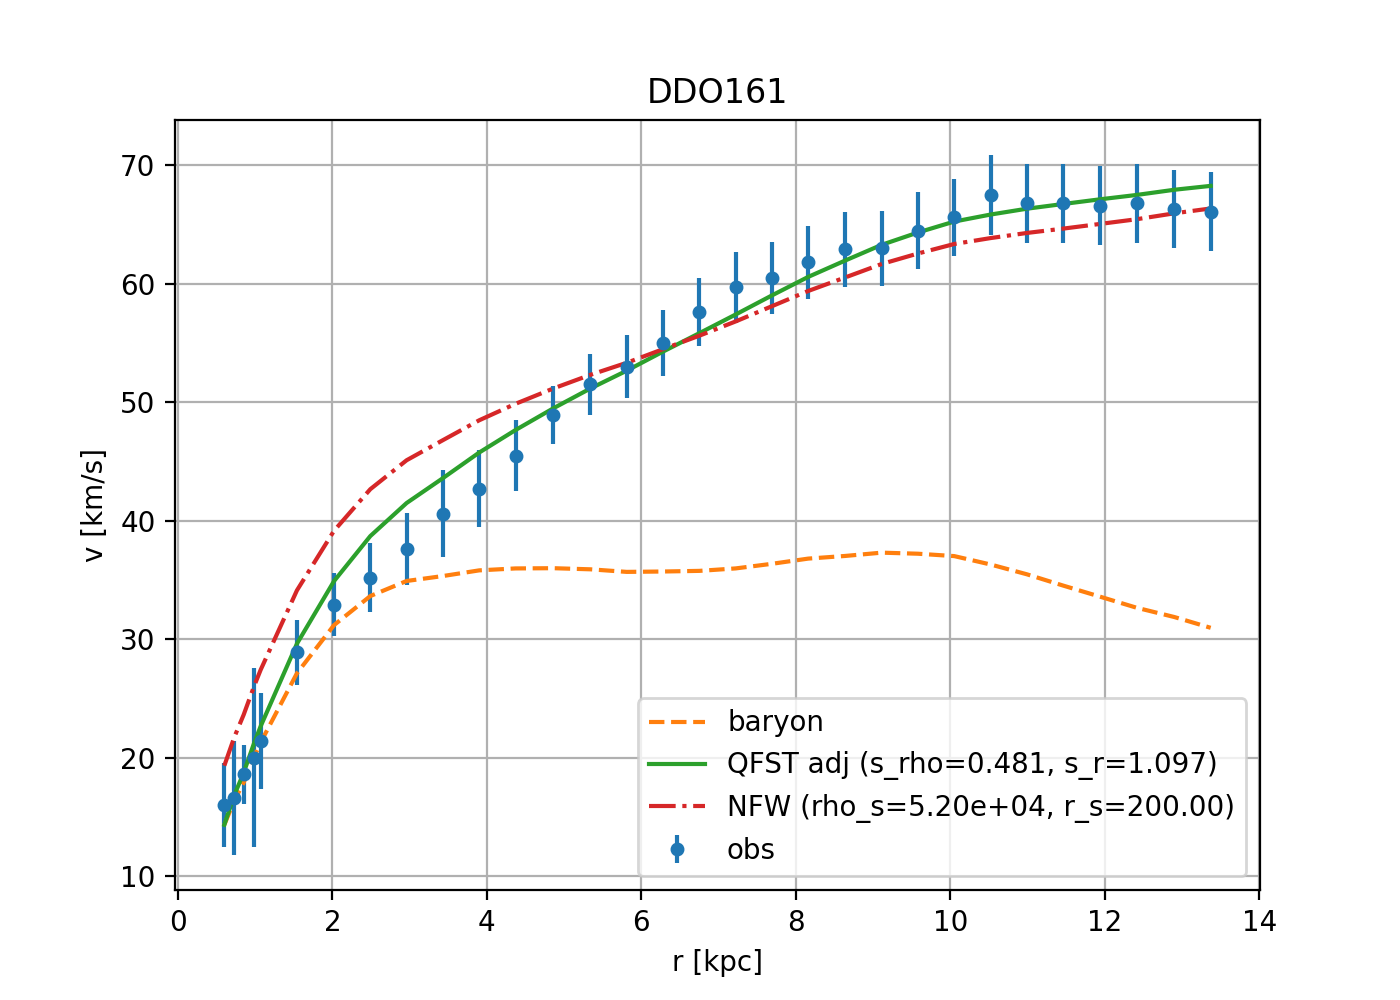 DDO161
70
60
50
40
30
20
10
v [km/s]
baryon
QFST adj (s_rho=0.481, s_r=1.097)
NFW (rho_s=5.20e+04, r_s=200.00)
obs
0 2 4 6 8 10 12 14
r [kpc]